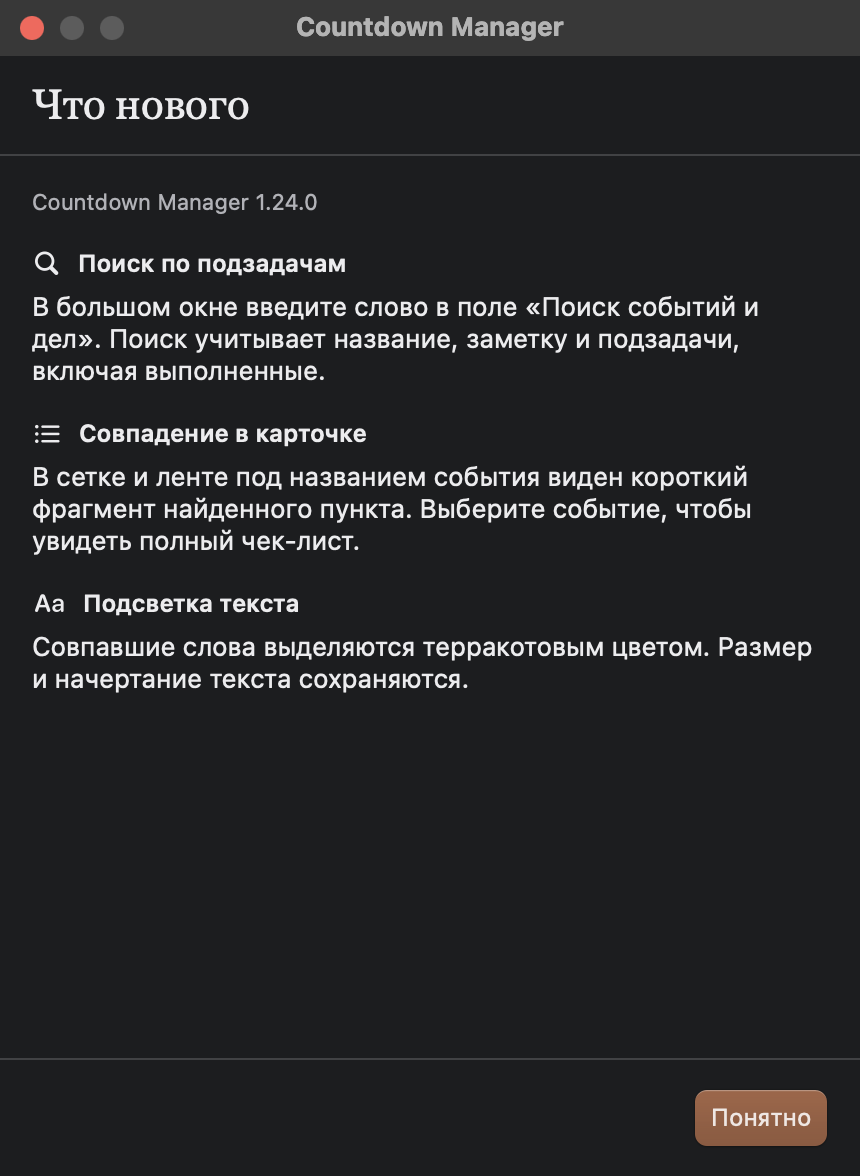 Countdown Manager
Что нового
Countdown Manager 1.24.0
Поиск по подзадачам
В большом окне введите слово в поле «Поиск событий и
дел». Поиск учитывает название, заметку и подзадачи,
включая выполненные.
Совпадение в карточке
В сетке и ленте под названием события виден короткий
фрагмент найденного пункта. Выберите событие, чтобы
увидеть полный чек-лист.
Aa Подсветка текста
Совпавшие слова выделяются терракотовым цветом. Размер
и начертание текста сохраняются.
Понятно